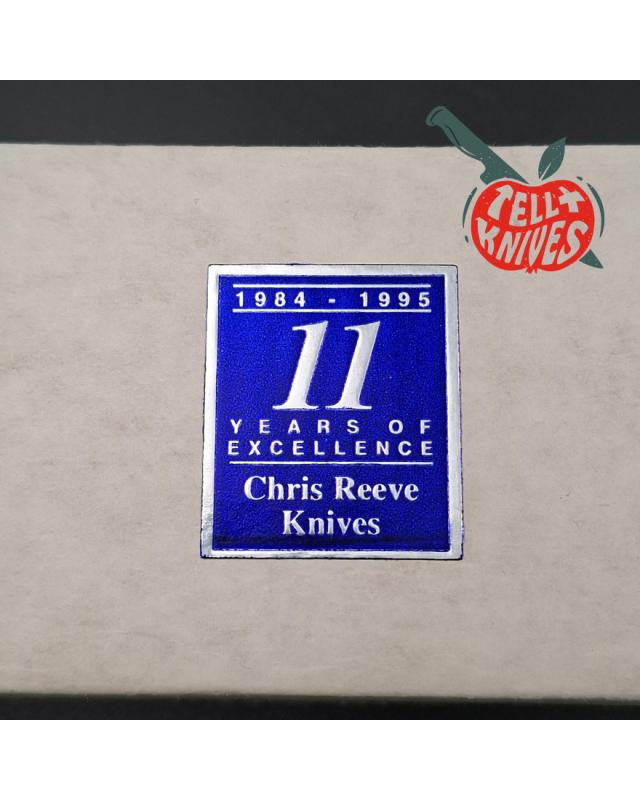 TELL
KNIVES
1984 - 1995
11
YEARS OF
EXCELLENCE
Chris Reeve
Knives